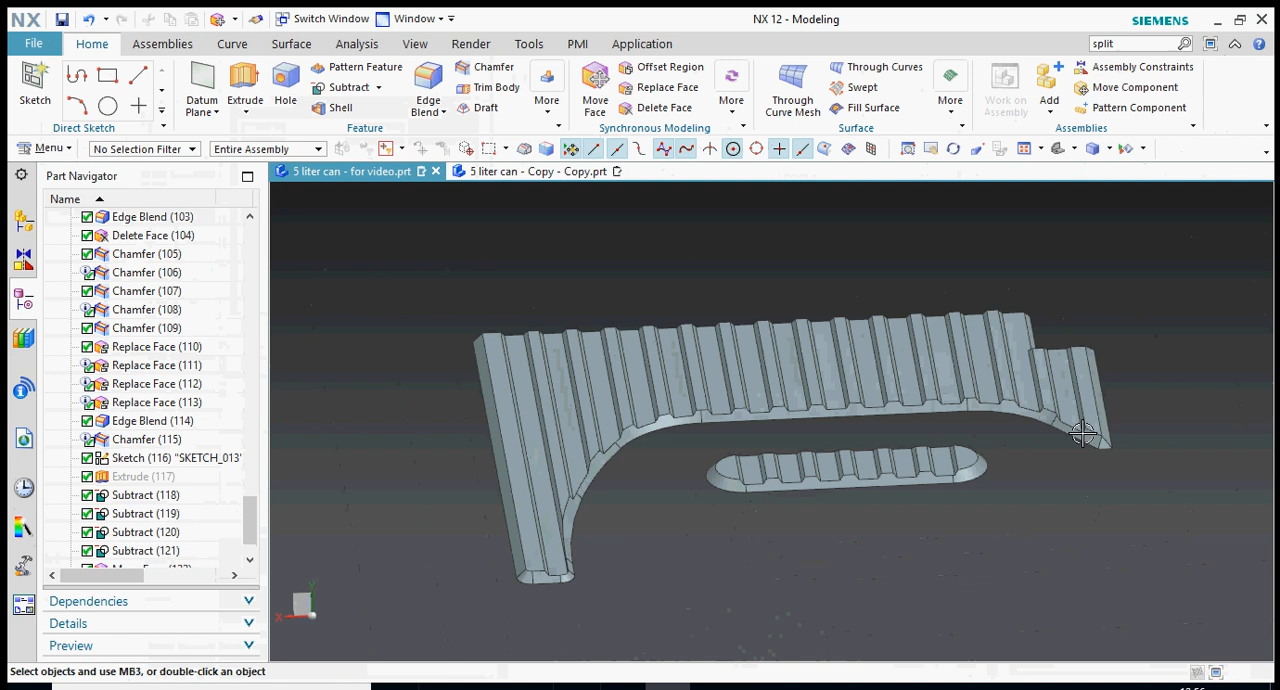 NX Switch Window Window NX 12 - Modeling SIEMENS
File Home Assemblies Curve Surface Analysis View Render Tools PMI Application split
Sketch Datum Plane Extrude Hole Pattern Feature Subtract Shell Edge Blend Chamfer Trim Body Draft More Move Face Offset Region Replace Face Delete Face More Through Curve Mesh Through Curves Swept Fill Surface More Work on Assembly Add Assembly Constraints Move Component Pattern Component
Direct Sketch Feature Synchronous Modeling Surface Assemblies
Menu No Selection Filter Entire Assembly
Part Navigator 5 liter can - for video.prt 5 liter can - Copy - Copy.prt
Name
Edge Blend (103)
Delete Face (104)
Chamfer (105)
Chamfer (106)
Chamfer (107)
Chamfer (108)
Chamfer (109)
Replace Face (110)
Replace Face (111)
Replace Face (112)
Replace Face (113)
Edge Blend (114)
Chamfer (115)
Sketch (116) "SKETCH_013"
Extrude (117)
Subtract (118)
Subtract (119)
Subtract (120)
Subtract (121)
Dependencies
Details
Preview
X
Y
Select objects and use MB3, or double-click an object